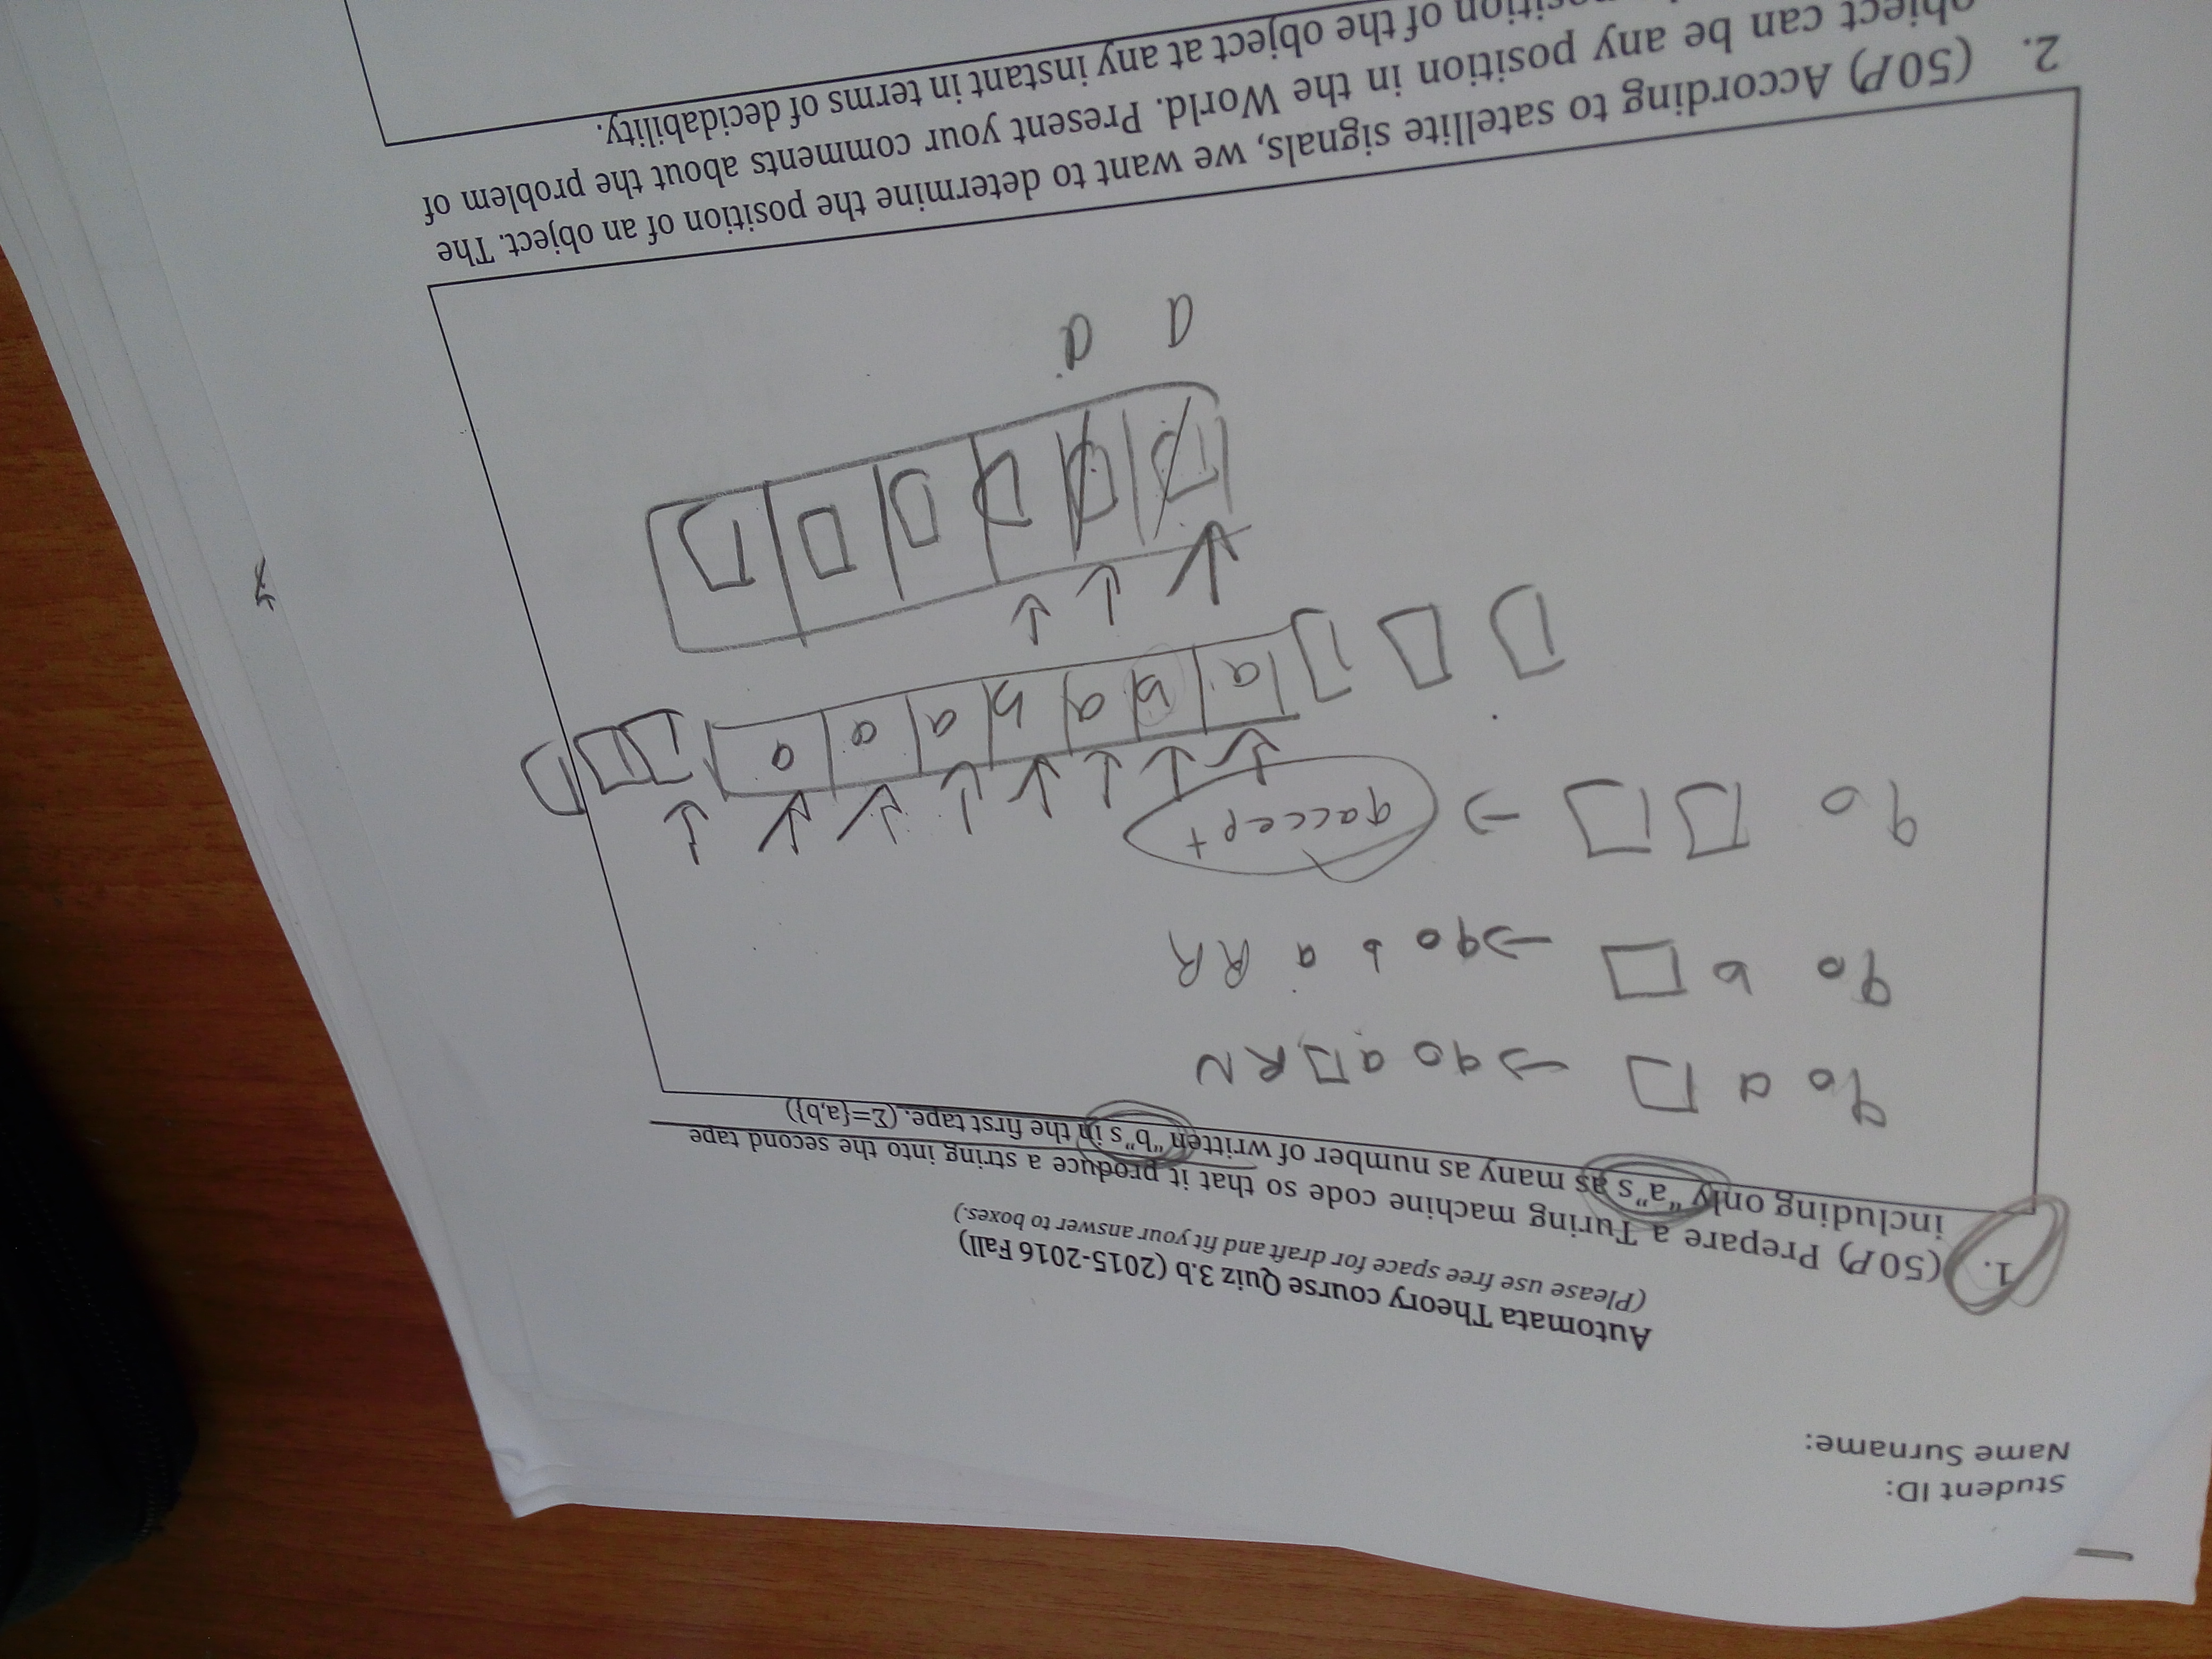 Student ID:
Name Surname:
Automata Theory course Quiz 3.b (2015-2016 Fall)
(Please use free space for draft and fit your answer to boxes.)
1. (50P) Prepare a Turing machine code so that it produce a string into the second tape
including only "a"s as many as number of written "b"s in the first tape. (Σ={a,b})
q0 a □ → q0 a □, R N
q0 b □ → q0 b a R R
q0 □ □ → qaccept
↓ ↓ ↓ ↓ ↓ ↓ ↓ ↓
□ □ □ a b a b a a a □ □ □
↓ ↓ ↓
□ □ □ □ □ □
a a
2. (50P) According to satellite signals, we want to determine the position of an object. The
object can be any position in the World. Present your comments about the problem of
position of the object at any instant in terms of decidability.